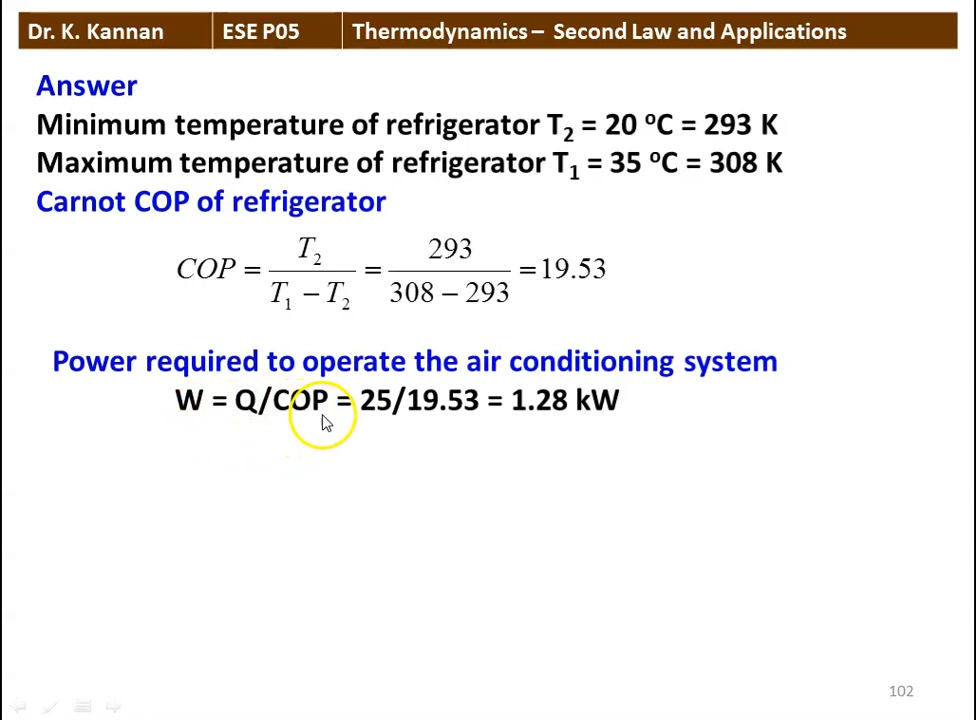 Dr. K. Kannan ESE P05 Thermodynamics – Second Law and Applications
Answer
Minimum temperature of refrigerator T₂ = 20 ᵒC = 293 K
Maximum temperature of refrigerator T₁ = 35 ᵒC = 308 K
Carnot COP of refrigerator
COP = T₂ / (T₁ − T₂) = 293 / (308 − 293) = 19.53
Power required to operate the air conditioning system
W = Q/COP = 25/19.53 = 1.28 kW
102